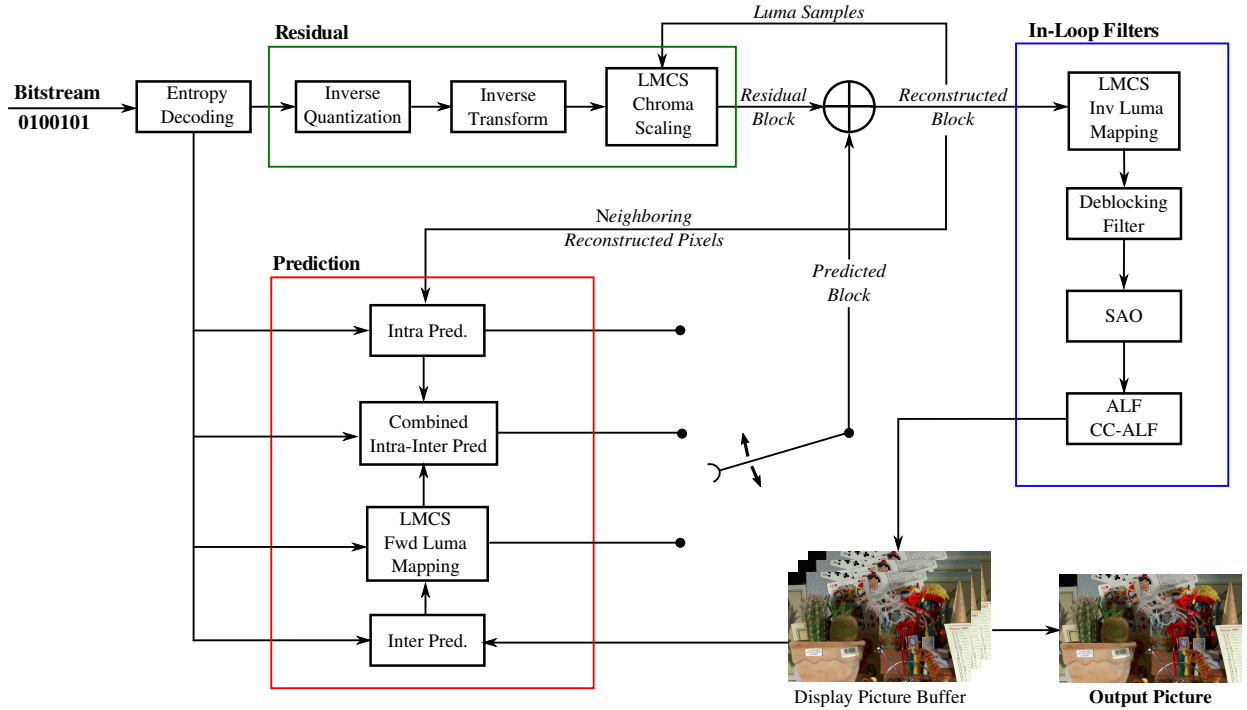 Luma Samples
Residual
In-Loop Filters
Bitstream
0100101
Entropy
Decoding
Inverse
Quantization
Inverse
Transform
LMCS
Chroma
Scaling
Residual
Block
Reconstructed
Block
LMCS
Inv Luma
Mapping
Deblocking
Filter
SAO
ALF
CC-ALF
Neighboring
Reconstructed Pixels
Predicted
Block
Prediction
Intra Pred.
Combined
Intra-Inter Pred
LMCS
Fwd Luma
Mapping
Inter Pred.
Display Picture Buffer
Output Picture